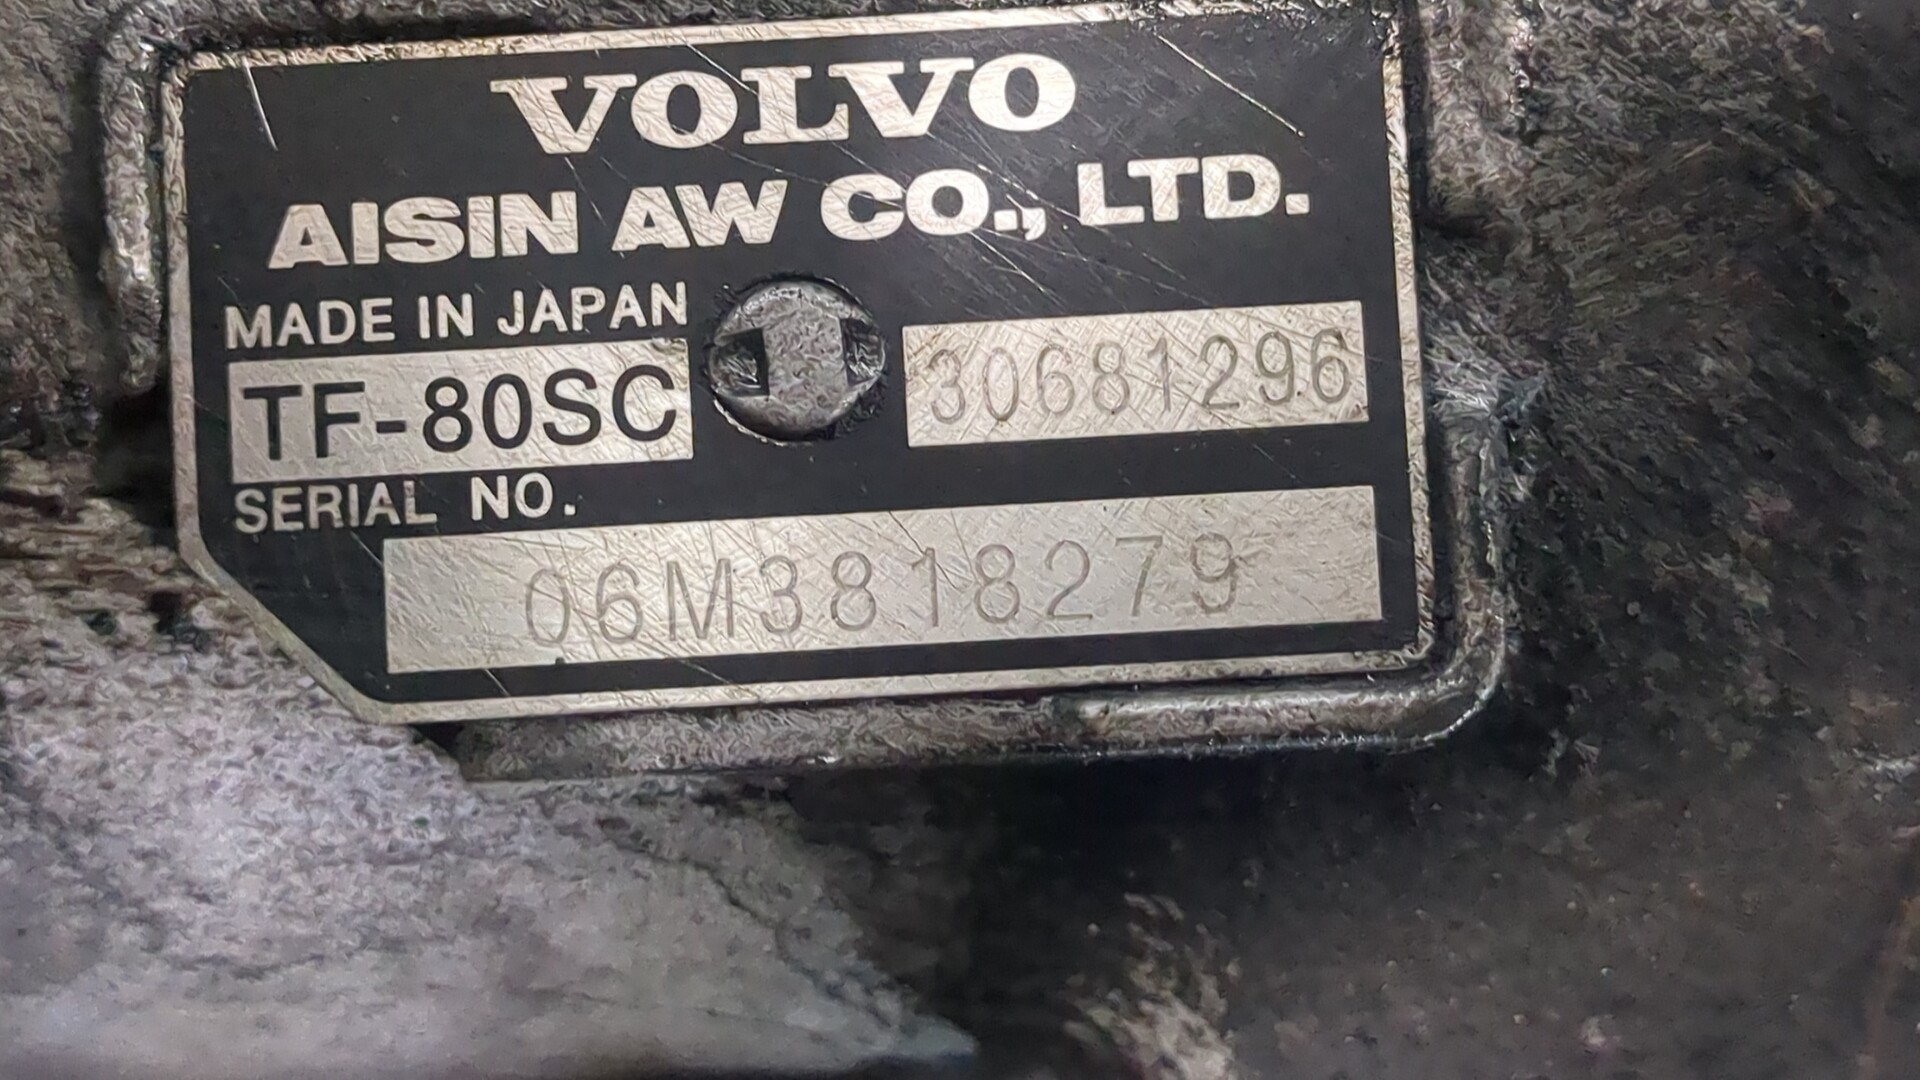 VOLVO
AISIN AW CO., LTD.
MADE IN JAPAN
TF-80SC 30681296
SERIAL NO.
06M3818279